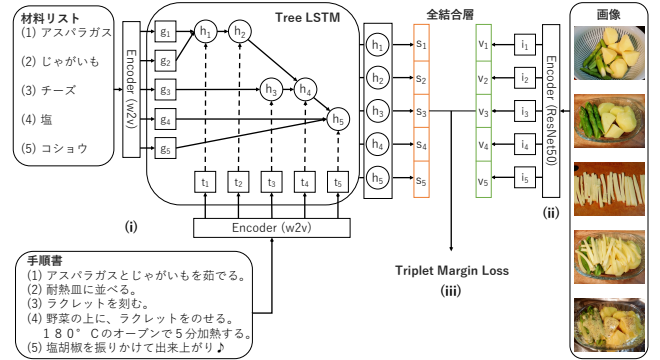 材料リスト
(1) アスパラガス
(2) じゃがいも
(3) チーズ
(4) 塩
(5) コショウ
Encoder (w2v)
g₁
g₂
g₃
g₄
g₅
Tree LSTM
h₁
h₂
h₃
h₄
h₅
t₁
t₂
t₃
t₄
t₅
(i)
Encoder (w2v)
h₁
h₂
h₃
h₄
h₅
全結合層
s₁
s₂
s₃
s₄
s₅
v₁
v₂
v₃
v₄
v₅
i₁
i₂
i₃
i₄
i₅
Encoder (ResNet50)
(ii)
画像
Triplet Margin Loss
(iii)
手順書
(1) アスパラガスとじゃがいもを茹でる。
(2) 耐熱皿に並べる。
(3) ラクレットを刻む。
(4) 野菜の上に、ラクレットをのせる。
１８０°Ｃのオーブンで５分加熱する。
(5) 塩胡椒を振りかけて出来上がり♪